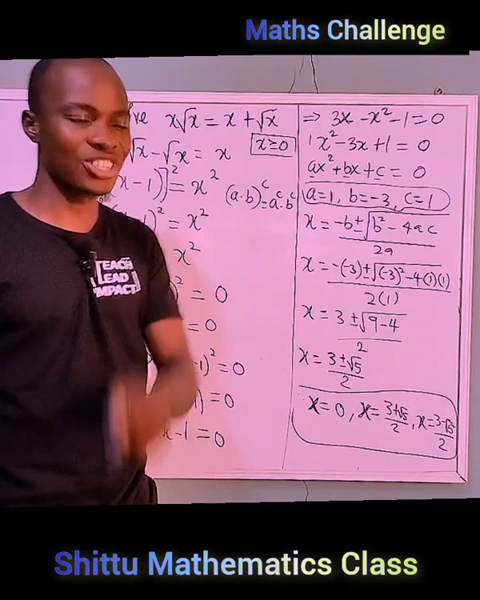 Maths Challenge
x√x = x + √x
√x - √x = x
x≥0
x-1)]² = x²
(a·b)ᶜ = aᶜ·bᶜ
)² = x²
x²
)² = 0
= 0
-1)² = 0
) = 0
x-1 = 0
⇒ 3x - x² - 1 = 0
x² - 3x + 1 = 0
ax² + bx + c = 0
a=1, b=-3, c=1
x = -b ± √b² - 4ac
2a
x = -(-3) ± √(-3)² - 4(1)(1)
2(1)
x = 3 ± √9-4
2
x = 3 ± √5
2
x=0, x = 3+√5/2, x = 3-√5/2
TEACH
LEAD
IMPACT
Shittu Mathematics Class